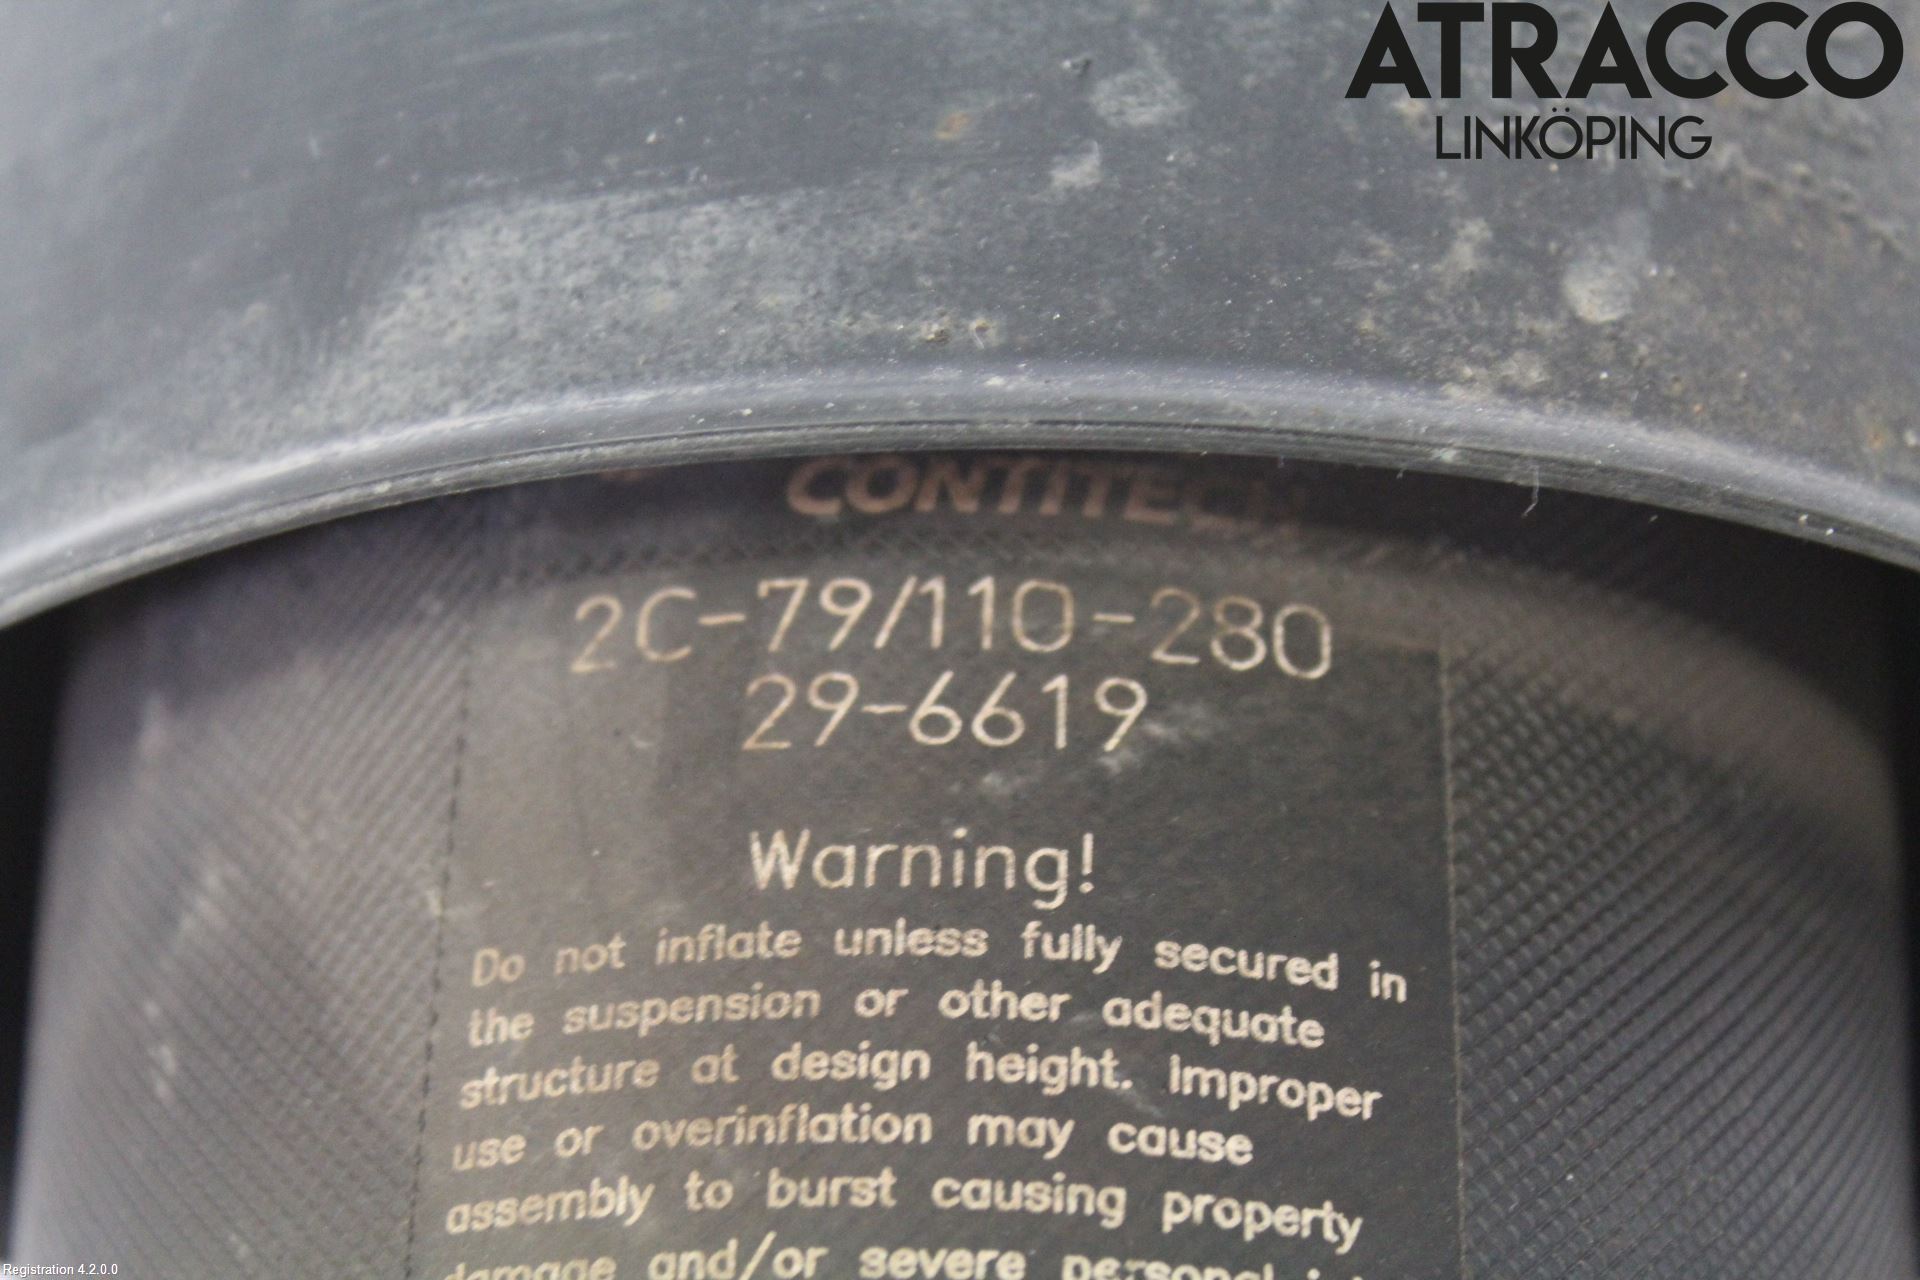 ATRACCO
LINKÖPING
CONTITECH
2C-79/110-280
29-6619
Warning!
Do not inflate unless fully secured in
the suspension or other adequate
structure at design height. Improper
use or overinflation may cause
assembly to burst causing property
damage and/or severe personal
Registration 4.2.0.0